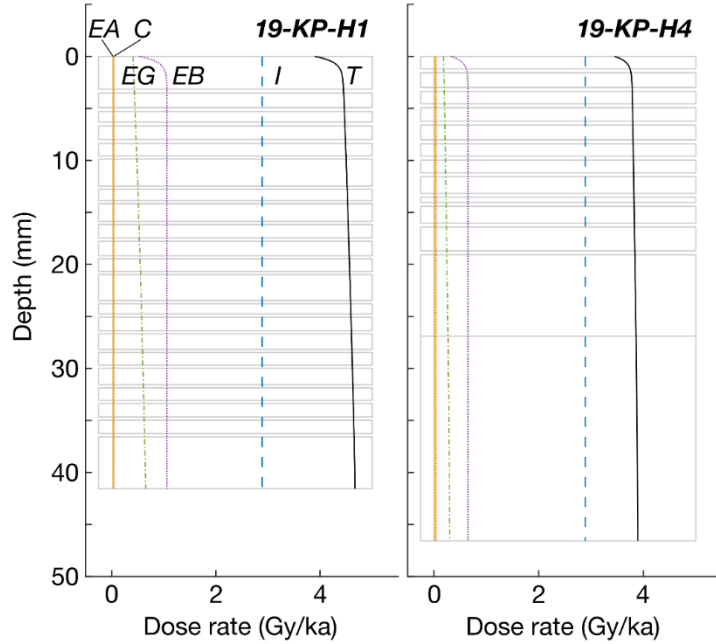 19-KP-H1
19-KP-H4
EA C
EG EB I T
0
10
20
30
40
50
Depth (mm)
0 2 4
0 2 4
Dose rate (Gy/ka)
Dose rate (Gy/ka)